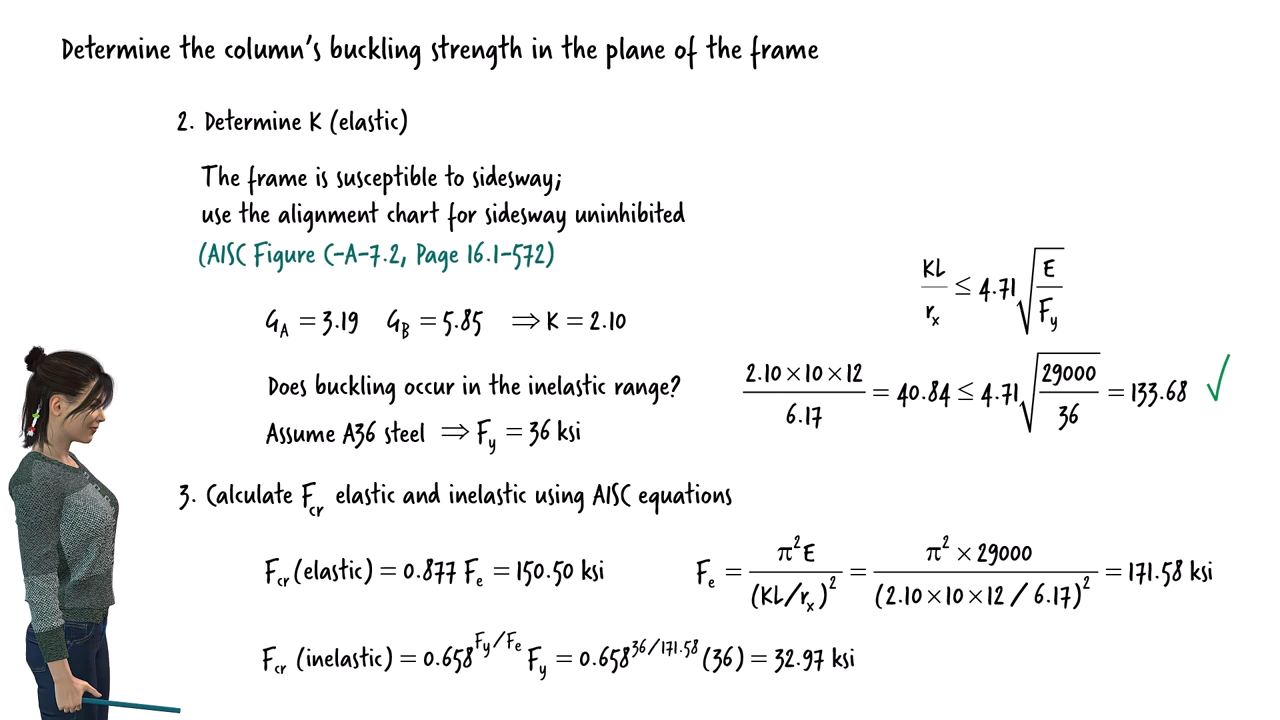 Determine the column's buckling strength in the plane of the frame
2. Determine K (elastic)
The frame is susceptible to sidesway;
use the alignment chart for sidesway uninhibited
(AISC Figure C-A-7.2, Page 16.1-572)
G_A = 3.19 G_B = 5.85 ⟹ K = 2.10
KL/r_x ≤ 4.71√(E/F_y)
Does buckling occur in the inelastic range?
(2.10 × 10 × 12)/6.17 = 40.84 ≤ 4.71√(29000/36) = 133.68 ✓
Assume A36 steel ⟹ F_y = 36 ksi
3. Calculate F_cr elastic and inelastic using AISC equations
F_cr (elastic) = 0.877 F_e = 150.50 ksi
F_e = π²E/(KL/r_x)² = (π² × 29000)/(2.10 × 10 × 12 / 6.17)² = 171.58 ksi
F_cr (inelastic) = 0.658^(F_y/F_e) F_y = 0.658^(36/171.58) (36) = 32.97 ksi